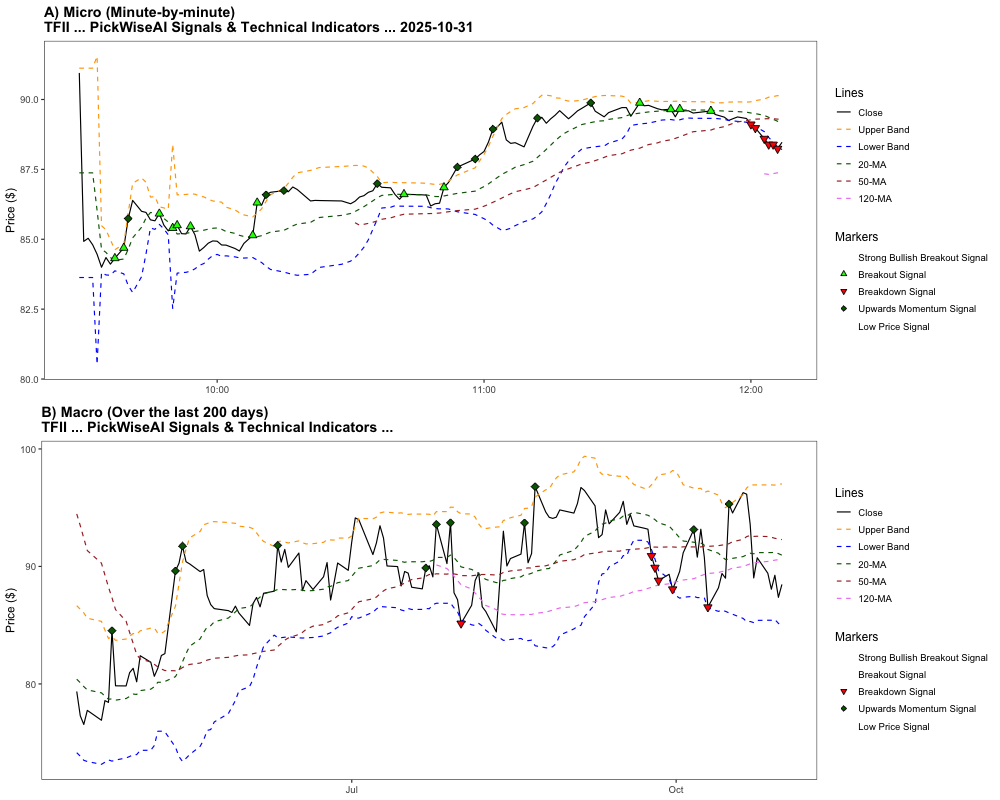 A) Micro (Minute-by-minute)
TFII ... PickWiseAI Signals & Technical Indicators ... 2025-10-31
Price ($)
90.0
87.5
85.0
82.5
80.0
10:00
11:00
12:00
Lines
Close
Upper Band
Lower Band
20-MA
50-MA
120-MA
Markers
Strong Bullish Breakout Signal
Breakout Signal
Breakdown Signal
Upwards Momentum Signal
Low Price Signal
B) Macro (Over the last 200 days)
TFII ... PickWiseAI Signals & Technical Indicators ...
Price ($)
100
90
80
Jul
Oct
Lines
Close
Upper Band
Lower Band
20-MA
50-MA
120-MA
Markers
Strong Bullish Breakout Signal
Breakout Signal
Breakdown Signal
Upwards Momentum Signal
Low Price Signal